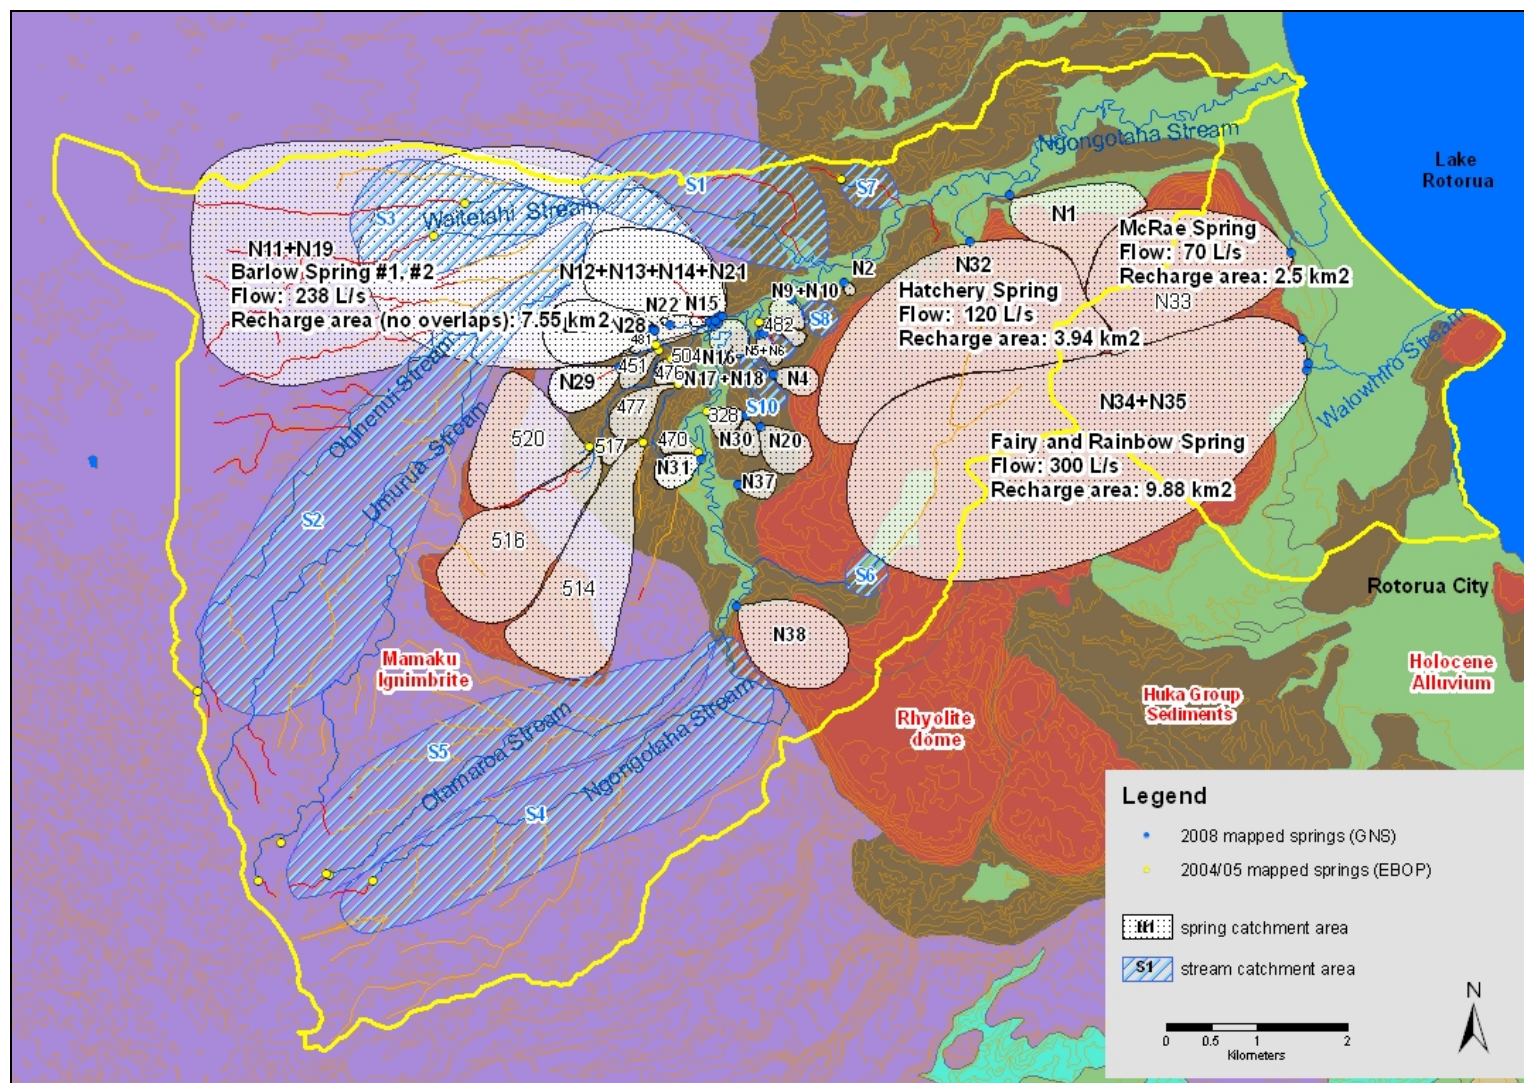 Ngongotaha Stream
Lake
Rotorua
S1
S7
S3
Waitetahi Stream
N1
McRae Spring
Flow: 70 L/s
Recharge area: 2.5 km2
N33
N11+N19
Barlow Spring #1, #2
Flow: 238 L/s
Recharge area (no overlaps): 7.55 km2
N12+N13+N14+N21
N2
N32
Hatchery Spring
Flow: 120 L/s
Recharge area: 3.94 km2
N22
N15
N9+N10
N28
482
S8
481
504
N16
N5+N6
451
476
N17+N18
N4
N29
477
328
S10
Waiowhiro Stream
N34+N35
Fairy and Rainbow Spring
Flow: 300 L/s
Recharge area: 9.88 km2
Ohinenui Stream
Umurua Stream
520
517
470
N30
N20
N31
N37
S2
516
514
S6
Rotorua City
N38
Mamaku
Ignimbrite
Holocene
Alluvium
Huka Group
Sediments
Rhyolite
dome
S5
Otamaroa Stream
Ngongotaha Stream
S4
Legend
2008 mapped springs (GNS)
2004/05 mapped springs (EBOP)
spring catchment area
S1 stream catchment area
N
0 0.5 1 2
Kilometers